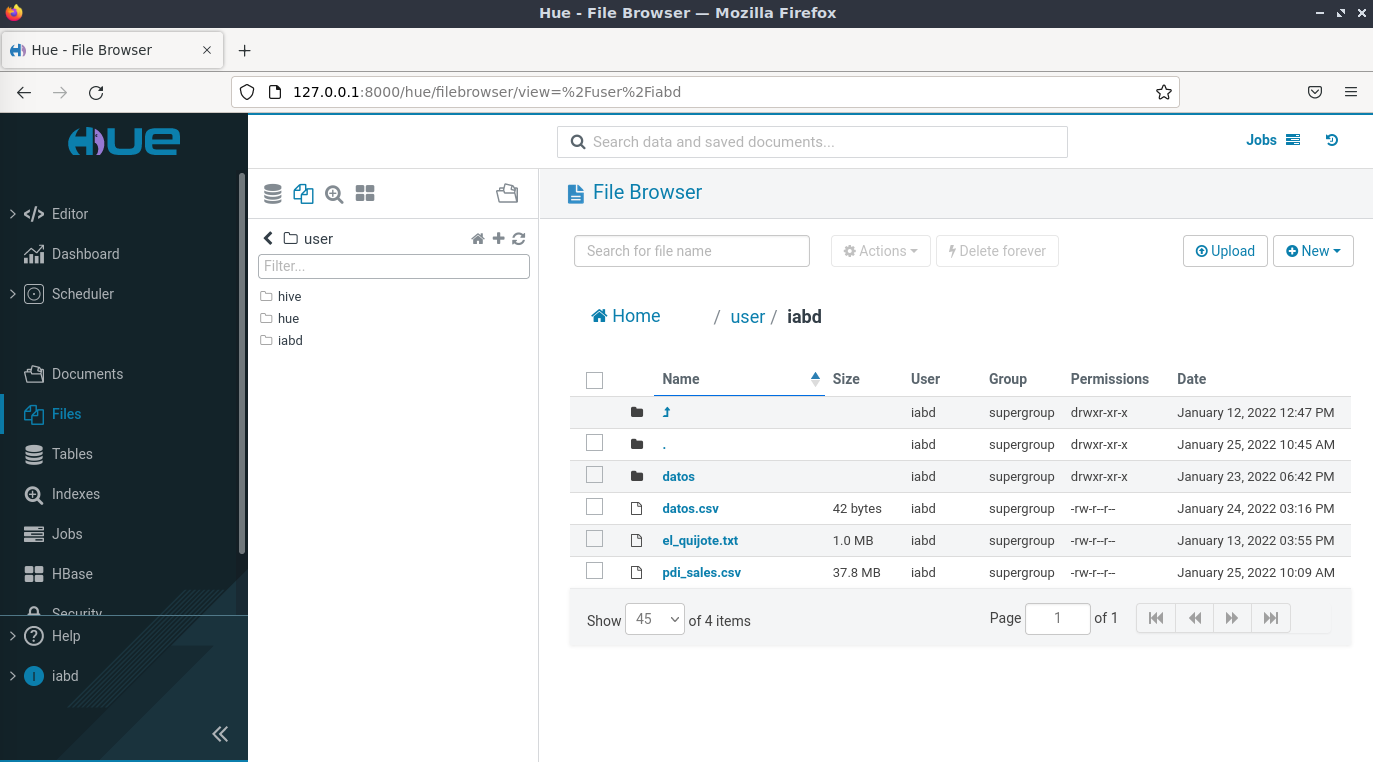 Hue - File Browser — Mozilla Firefox
Hue - File Browser
127.0.0.1:8000/hue/filebrowser/view=%2Fuser%2Fiabd
HUE
Search data and saved documents...
Jobs
Editor
Dashboard
Scheduler
Documents
Files
Tables
Indexes
Jobs
HBase
Security
Help
I iabd
user
Filter...
hive
hue
iabd
File Browser
Search for file name
Actions
Delete forever
Upload
New
Home / user / iabd
Name Size User Group Permissions Date
iabd supergroup drwxr-xr-x January 12, 2022 12:47 PM
. iabd supergroup drwxr-xr-x January 25, 2022 10:45 AM
datos iabd supergroup drwxr-xr-x January 23, 2022 06:42 PM
datos.csv 42 bytes iabd supergroup -rw-r--r-- January 24, 2022 03:16 PM
el_quijote.txt 1.0 MB iabd supergroup -rw-r--r-- January 13, 2022 03:55 PM
pdi_sales.csv 37.8 MB iabd supergroup -rw-r--r-- January 25, 2022 10:09 AM
Show 45 of 4 items
Page 1 of 1